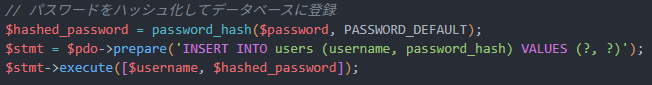 // パスワードをハッシュ化してデータベースに登録
$hashed_password = password_hash($password, PASSWORD_DEFAULT);
$stmt = $pdo->prepare('INSERT INTO users (username, password_hash) VALUES (?, ?)');
$stmt->execute([$username, $hashed_password]);